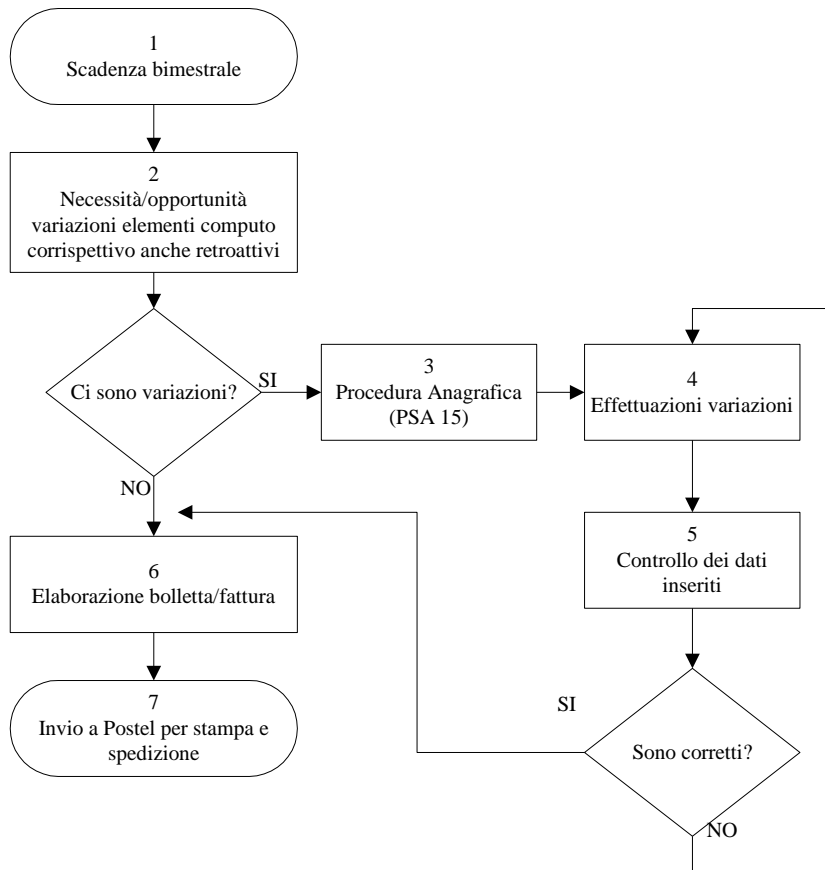 1
Scadenza bimestrale
2
Necessità/opportunità
variazioni elementi computo
corrispettivo anche retroattivi
Ci sono variazioni?
SI
3
Procedura Anagrafica
(PSA 15)
4
Effettuazioni variazioni
NO
5
Controllo dei dati
inseriti
6
Elaborazione bolletta/fattura
7
Invio a Postel per stampa e
spedizione
SI
Sono corretti?
NO